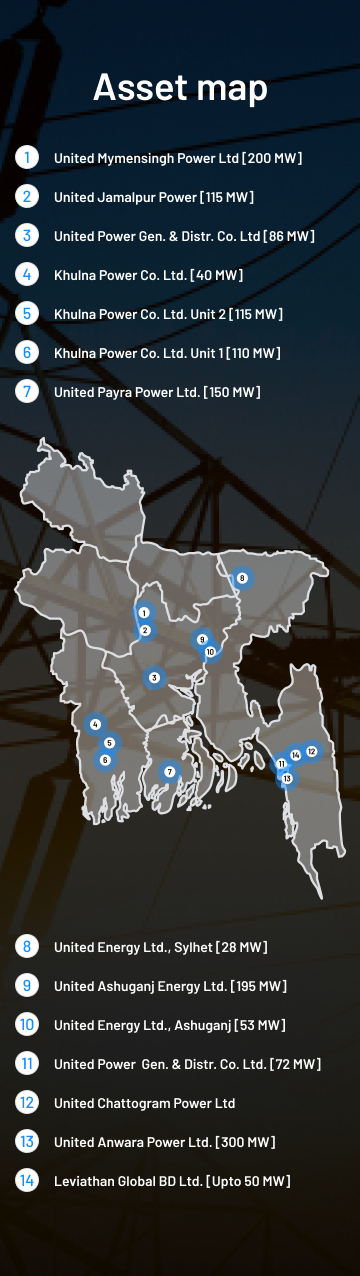 Asset map
1 United Mymensingh Power Ltd [200 MW]
2 United Jamalpur Power [115 MW]
3 United Power Gen. & Distr. Co. Ltd [86 MW]
4 Khulna Power Co. Ltd. [40 MW]
5 Khulna Power Co. Ltd. Unit 2 [115 MW]
6 Khulna Power Co. Ltd. Unit 1 [110 MW]
7 United Payra Power Ltd. [150 MW]
8
1
2
9
10
3
4
5
6
7
12
14
11
13
8 United Energy Ltd., Sylhet [28 MW]
9 United Ashuganj Energy Ltd. [195 MW]
10 United Energy Ltd., Ashuganj [53 MW]
11 United Power Gen. & Distr. Co. Ltd. [72 MW]
12 United Chattogram Power Ltd
13 United Anwara Power Ltd. [300 MW]
14 Leviathan Global BD Ltd. [Upto 50 MW]